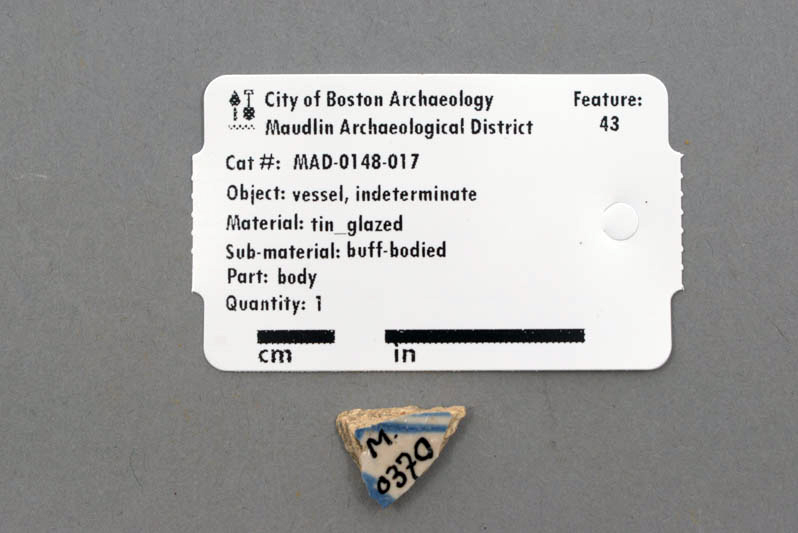 City of Boston Archaeology
Maudlin Archaeological District
Feature:
43
Cat #: MAD-0148-017
Object: vessel, indeterminate
Material: tin_glazed
Sub-material: buff-bodied
Part: body
Quantity: 1
cm
in
M.
0370